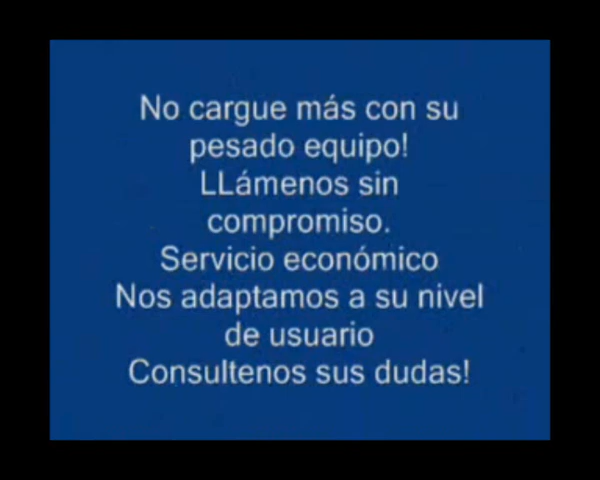 No cargue más con su
pesado equipo!
LLámenos sin
compromiso.
Servicio económico
Nos adaptamos a su nivel
de usuario
Consultenos sus dudas!